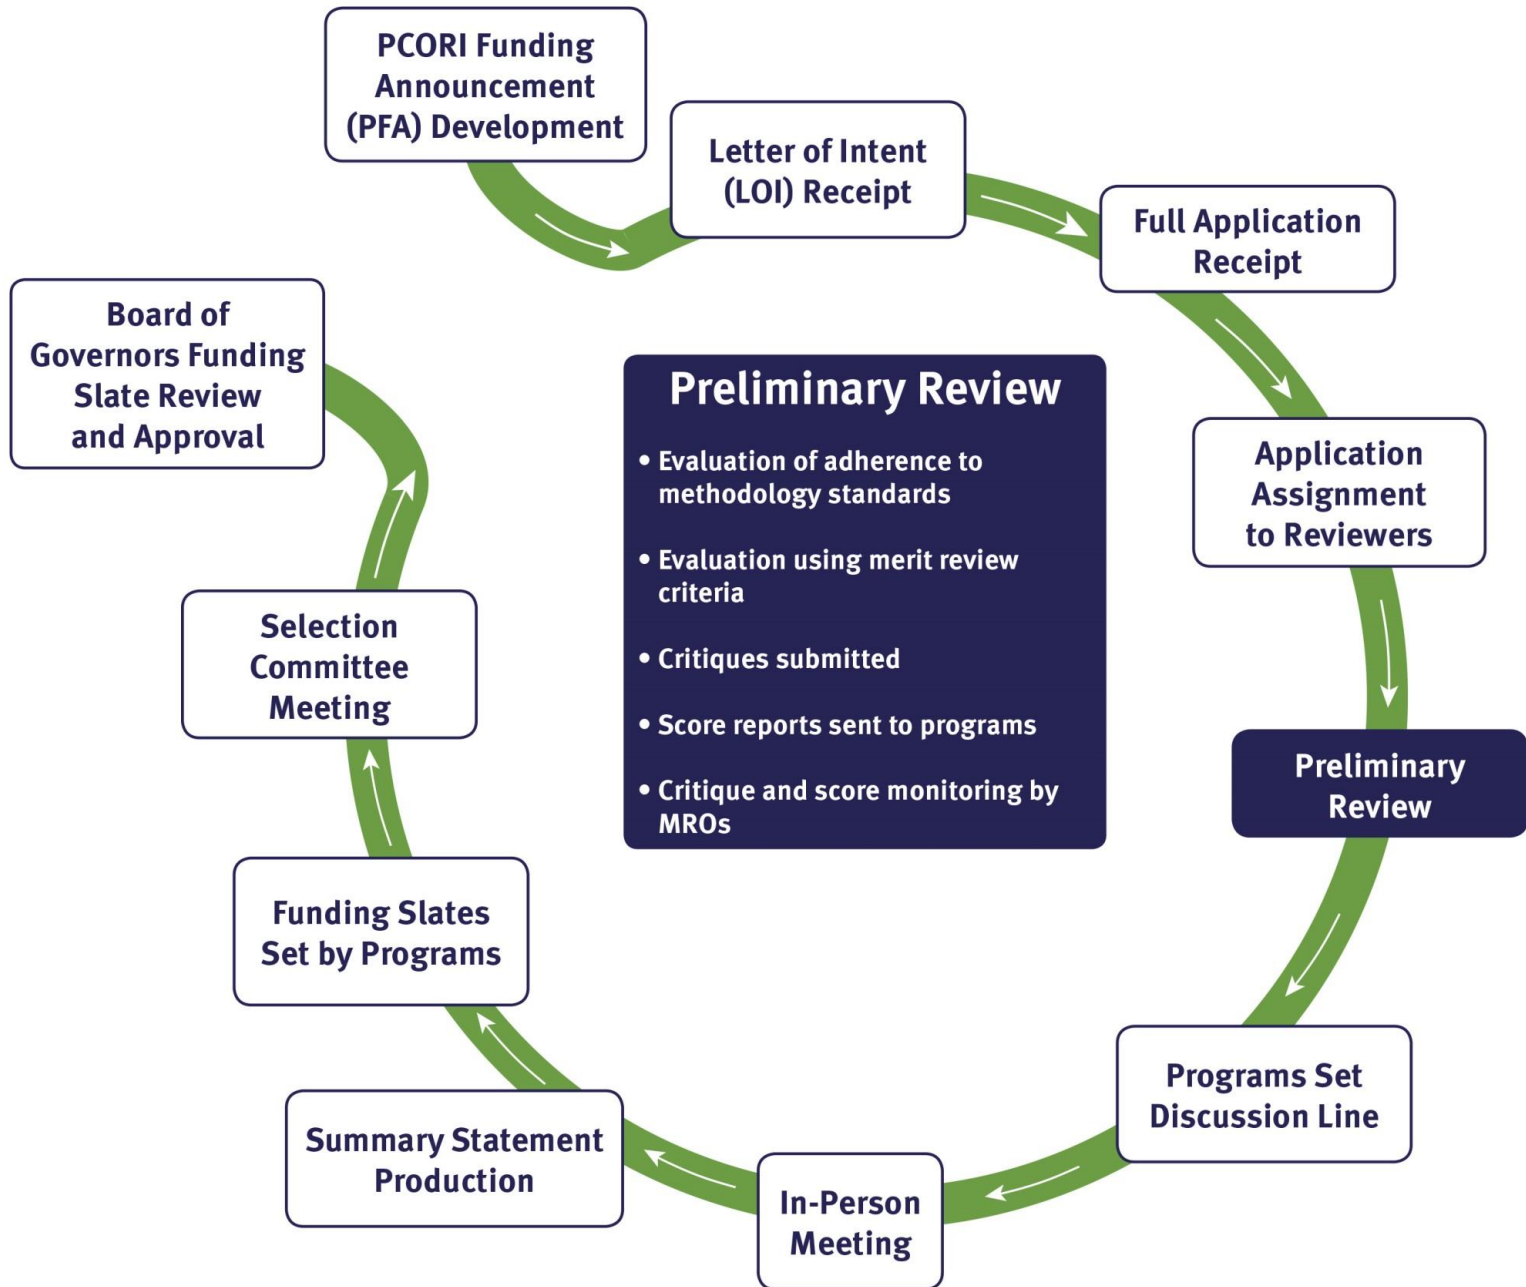 PCORI Funding
Announcement
(PFA) Development
Letter of Intent
(LOI) Receipt
Full Application
Receipt
Application
Assignment
to Reviewers
Preliminary
Review
Programs Set
Discussion Line
In-Person
Meeting
Summary Statement
Production
Funding Slates
Set by Programs
Selection
Committee
Meeting
Board of
Governors Funding
Slate Review
and Approval
Preliminary Review
• Evaluation of adherence to
methodology standards
• Evaluation using merit review
criteria
• Critiques submitted
• Score reports sent to programs
• Critique and score monitoring by
MROs